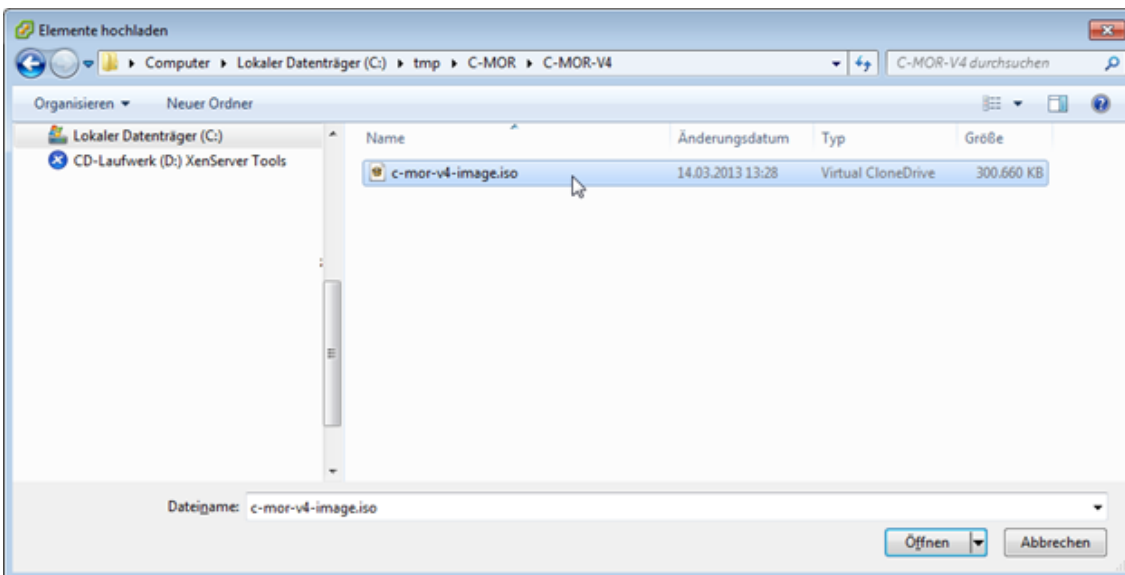 Elemente hochladen
Computer ▸ Lokaler Datenträger (C:) ▸ tmp ▸ C-MOR ▸ C-MOR-V4 C-MOR-V4 durchsuchen
Organisieren Neuer Ordner
Lokaler Datenträger (C:) Name Änderungsdatum Typ Größe
CD-Laufwerk (D:) XenServer Tools c-mor-v4-image.iso 14.03.2013 13:28 Virtual CloneDrive 300.660 KB
Dateiname: c-mor-v4-image.iso
Öffnen Abbrechen